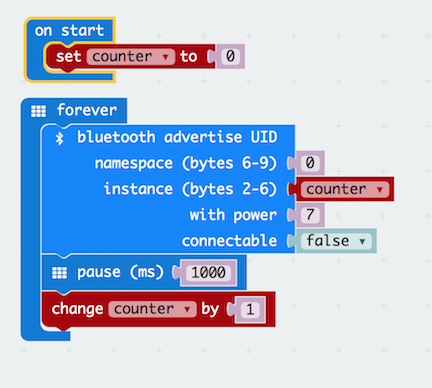 on start
set counter to 0
forever
bluetooth advertise UID
namespace (bytes 6-9) 0
instance (bytes 2-6) counter
with power 7
connectable false
pause (ms) 1000
change counter by 1